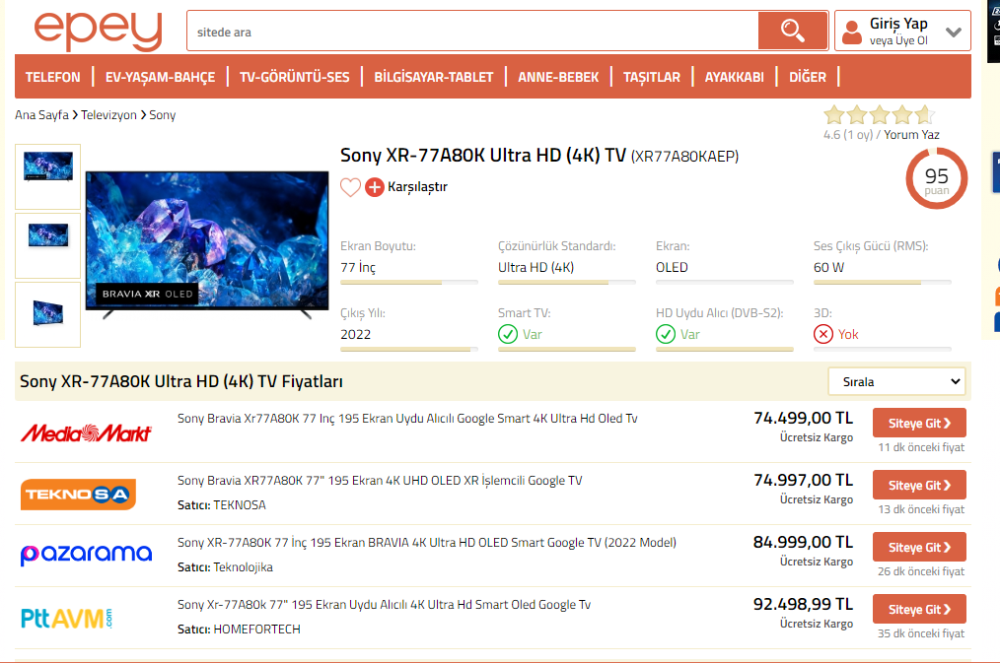 epey
sitede ara
Giriş Yap
veya Üye Ol
TELEFON
EV-YAŞAM-BAHÇE
TV-GÖRÜNTÜ-SES
BİLGİSAYAR-TABLET
ANNE-BEBEK
TAŞITLAR
AYAKKABI
DİĞER
Ana Sayfa > Televizyon > Sony
4.6 (1 oy) / Yorum Yaz
Sony XR-77A80K Ultra HD (4K) TV (XR77A80KAEP)
Karşılaştır
95
puan
BRAVIA XR OLED
Ekran Boyutu:
77 İnç
Çözünürlük Standardı:
Ultra HD (4K)
Ekran:
OLED
Ses Çıkış Gücü (RMS):
60 W
Çıkış Yılı:
2022
Smart TV:
Var
HD Uydu Alıcı (DVB-S2):
Var
3D:
Yok
Sony XR-77A80K Ultra HD (4K) TV Fiyatları
Sırala
MediaMarkt
Sony Bravia Xr77A80K 77 Inç 195 Ekran Uydu Alıcılı Google Smart 4K Ultra Hd Oled Tv
74.499,00 TL
Ücretsiz Kargo
Siteye Git >
11 dk önceki fiyat
TEKNOSA
Sony Bravia XR77A80K 77" 195 Ekran 4K UHD OLED XR İşlemcili Google TV
Satıcı: TEKNOSA
74.997,00 TL
Ücretsiz Kargo
Siteye Git >
13 dk önceki fiyat
pazarama
Sony XR-77A80K 77 İnç 195 Ekran BRAVIA 4K Ultra HD OLED Smart Google TV (2022 Model)
Satıcı: Teknolojika
84.999,00 TL
Ücretsiz Kargo
Siteye Git >
26 dk önceki fiyat
PttAVM.com
Sony Xr-77A80k 77" 195 Ekran Uydu Alıcılı 4K Ultra Hd Smart Oled Google Tv
Satıcı: HOMEFORTECH
92.498,99 TL
Ücretsiz Kargo
Siteye Git >
35 dk önceki fiyat